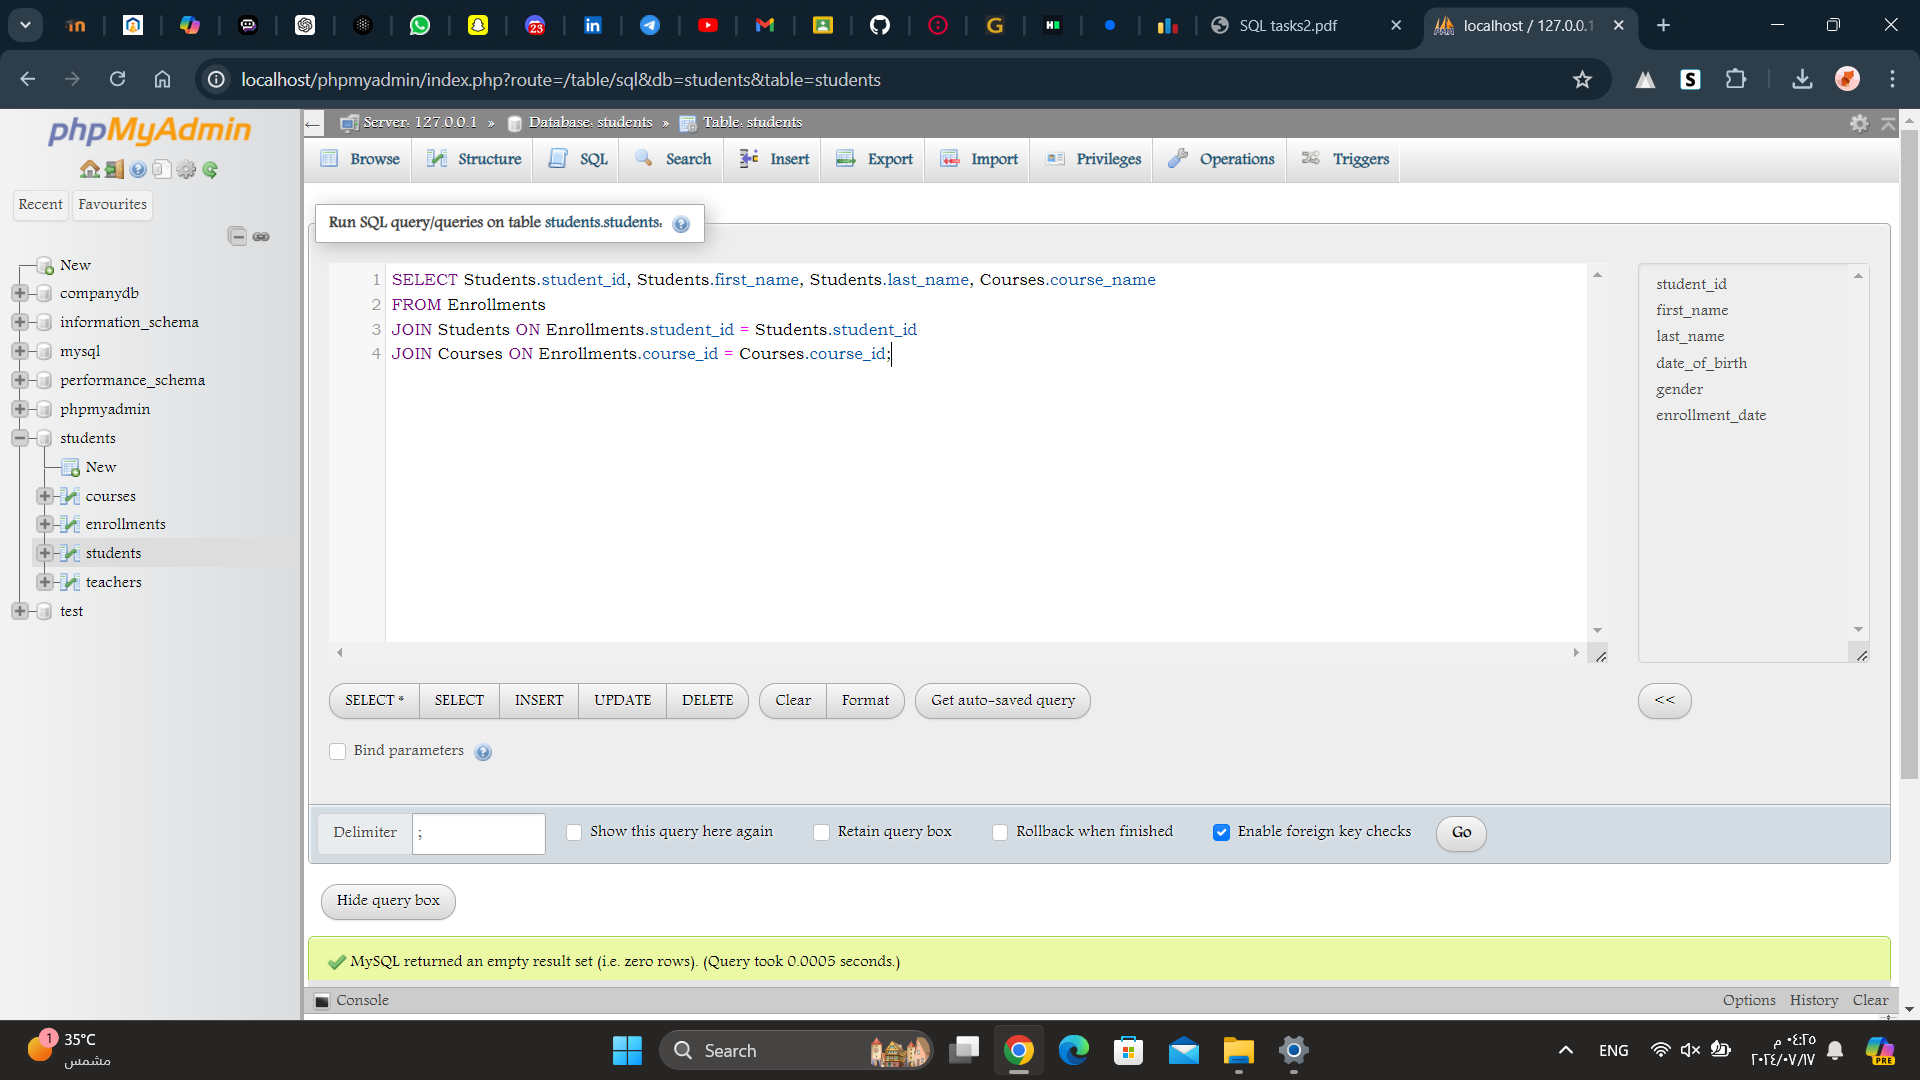 in
23
in
G
H
SQL tasks2.pdf
localhost / 127.0.0.1
localhost/phpmyadmin/index.php?route=/table/sql&db=students&table=students
S
phpMyAdmin
Recent
Favourites
New
companydb
information_schema
mysql
performance_schema
phpmyadmin
students
New
courses
enrollments
students
teachers
test
Server: 127.0.0.1 » Database: students » Table: students
Browse
Structure
SQL
Search
Insert
Export
Import
Privileges
Operations
Triggers
Run SQL query/queries on table students.students:
1 SELECT Students.student_id, Students.first_name, Students.last_name, Courses.course_name
2 FROM Enrollments
3 JOIN Students ON Enrollments.student_id = Students.student_id
4 JOIN Courses ON Enrollments.course_id = Courses.course_id;
student_id
first_name
last_name
date_of_birth
gender
enrollment_date
SELECT *
SELECT
INSERT
UPDATE
DELETE
Clear
Format
Get auto-saved query
<<
Bind parameters
Delimiter
;
Show this query here again
Retain query box
Rollback when finished
Enable foreign key checks
Go
Hide query box
MySQL returned an empty result set (i.e. zero rows). (Query took 0.0005 seconds.)
Console
Options
History
Clear
1
35°C
مشمس
Search
ENG
٠٤:٢٥ م
٢٠٢٤/٠٧/١٧
PRE